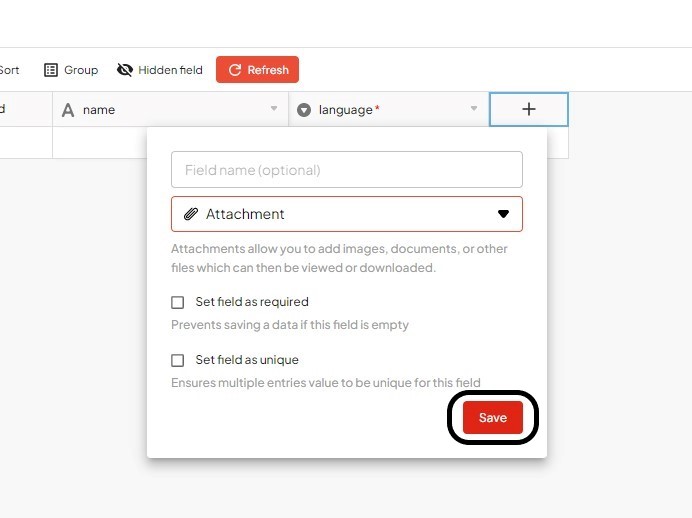 Sort Group Hidden field Refresh
d name language * +
Field name (optional)
Attachment
Attachments allow you to add images, documents, or other
files which can then be viewed or downloaded.
Set field as required
Prevents saving a data if this field is empty
Set field as unique
Ensures multiple entries value to be unique for this field
Save